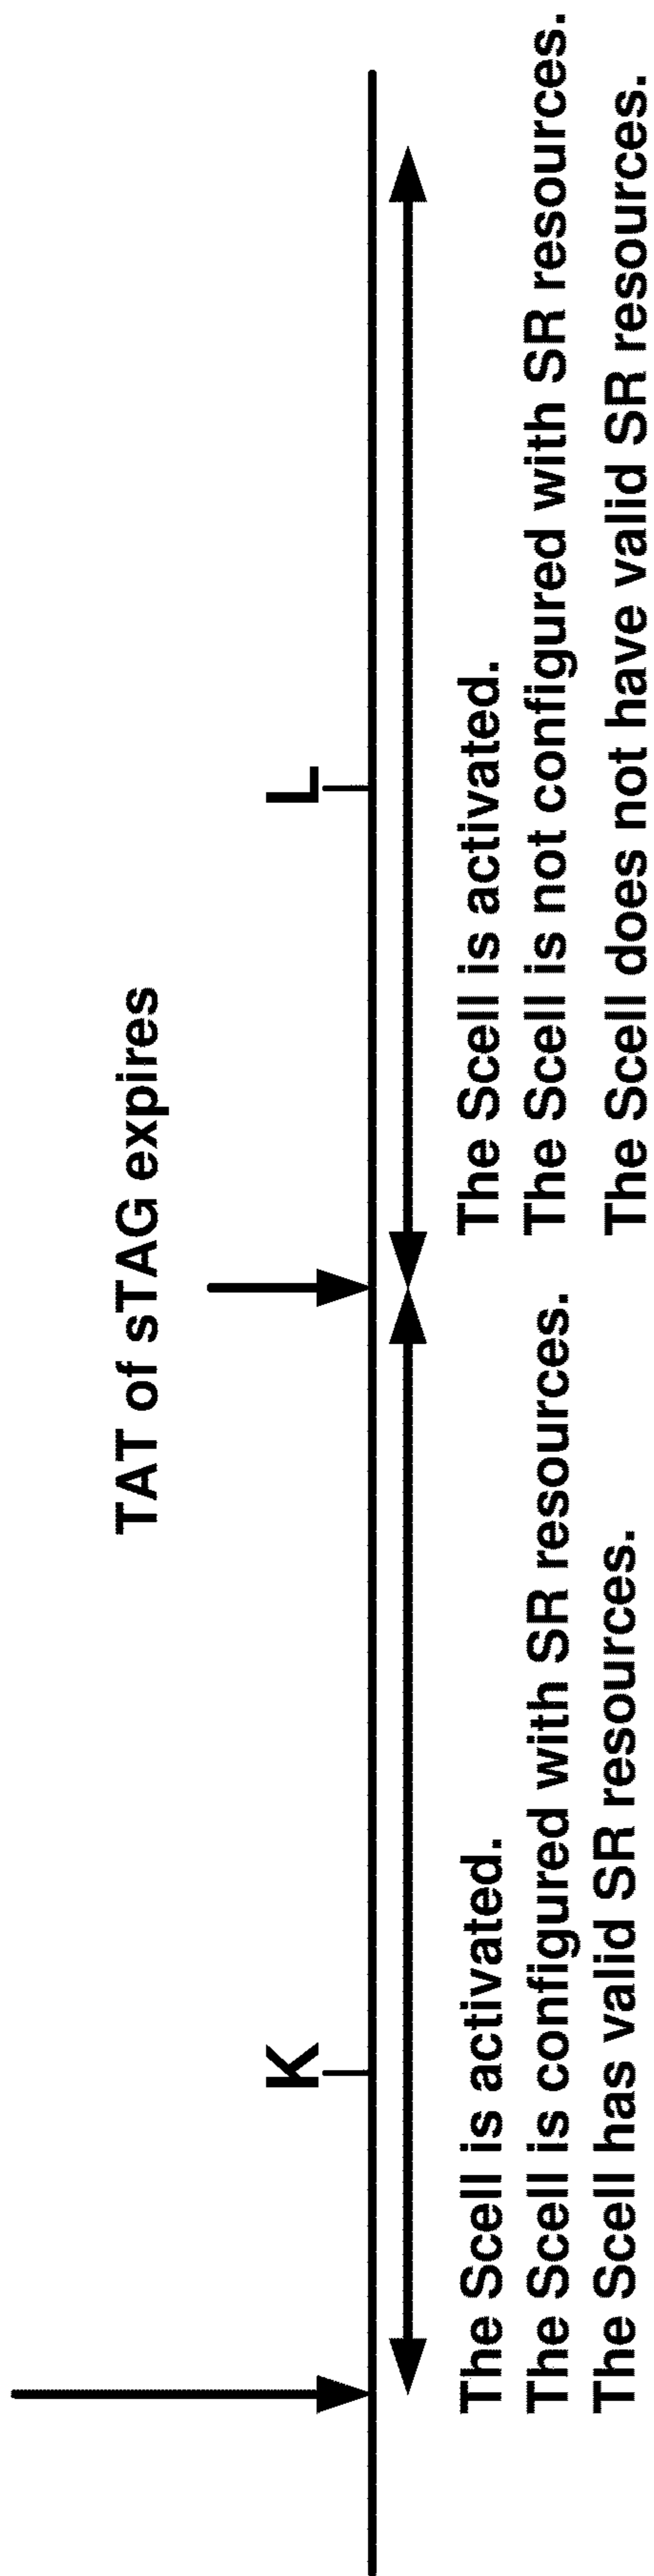 TAT of sTAG expires
K
L
The Scell is activated.
The Scell is configured with SR resources.
The Scell has valid SR resources.
The Scell is activated.
The Scell is not configured with SR resources.
The Scell does not have valid SR resources.